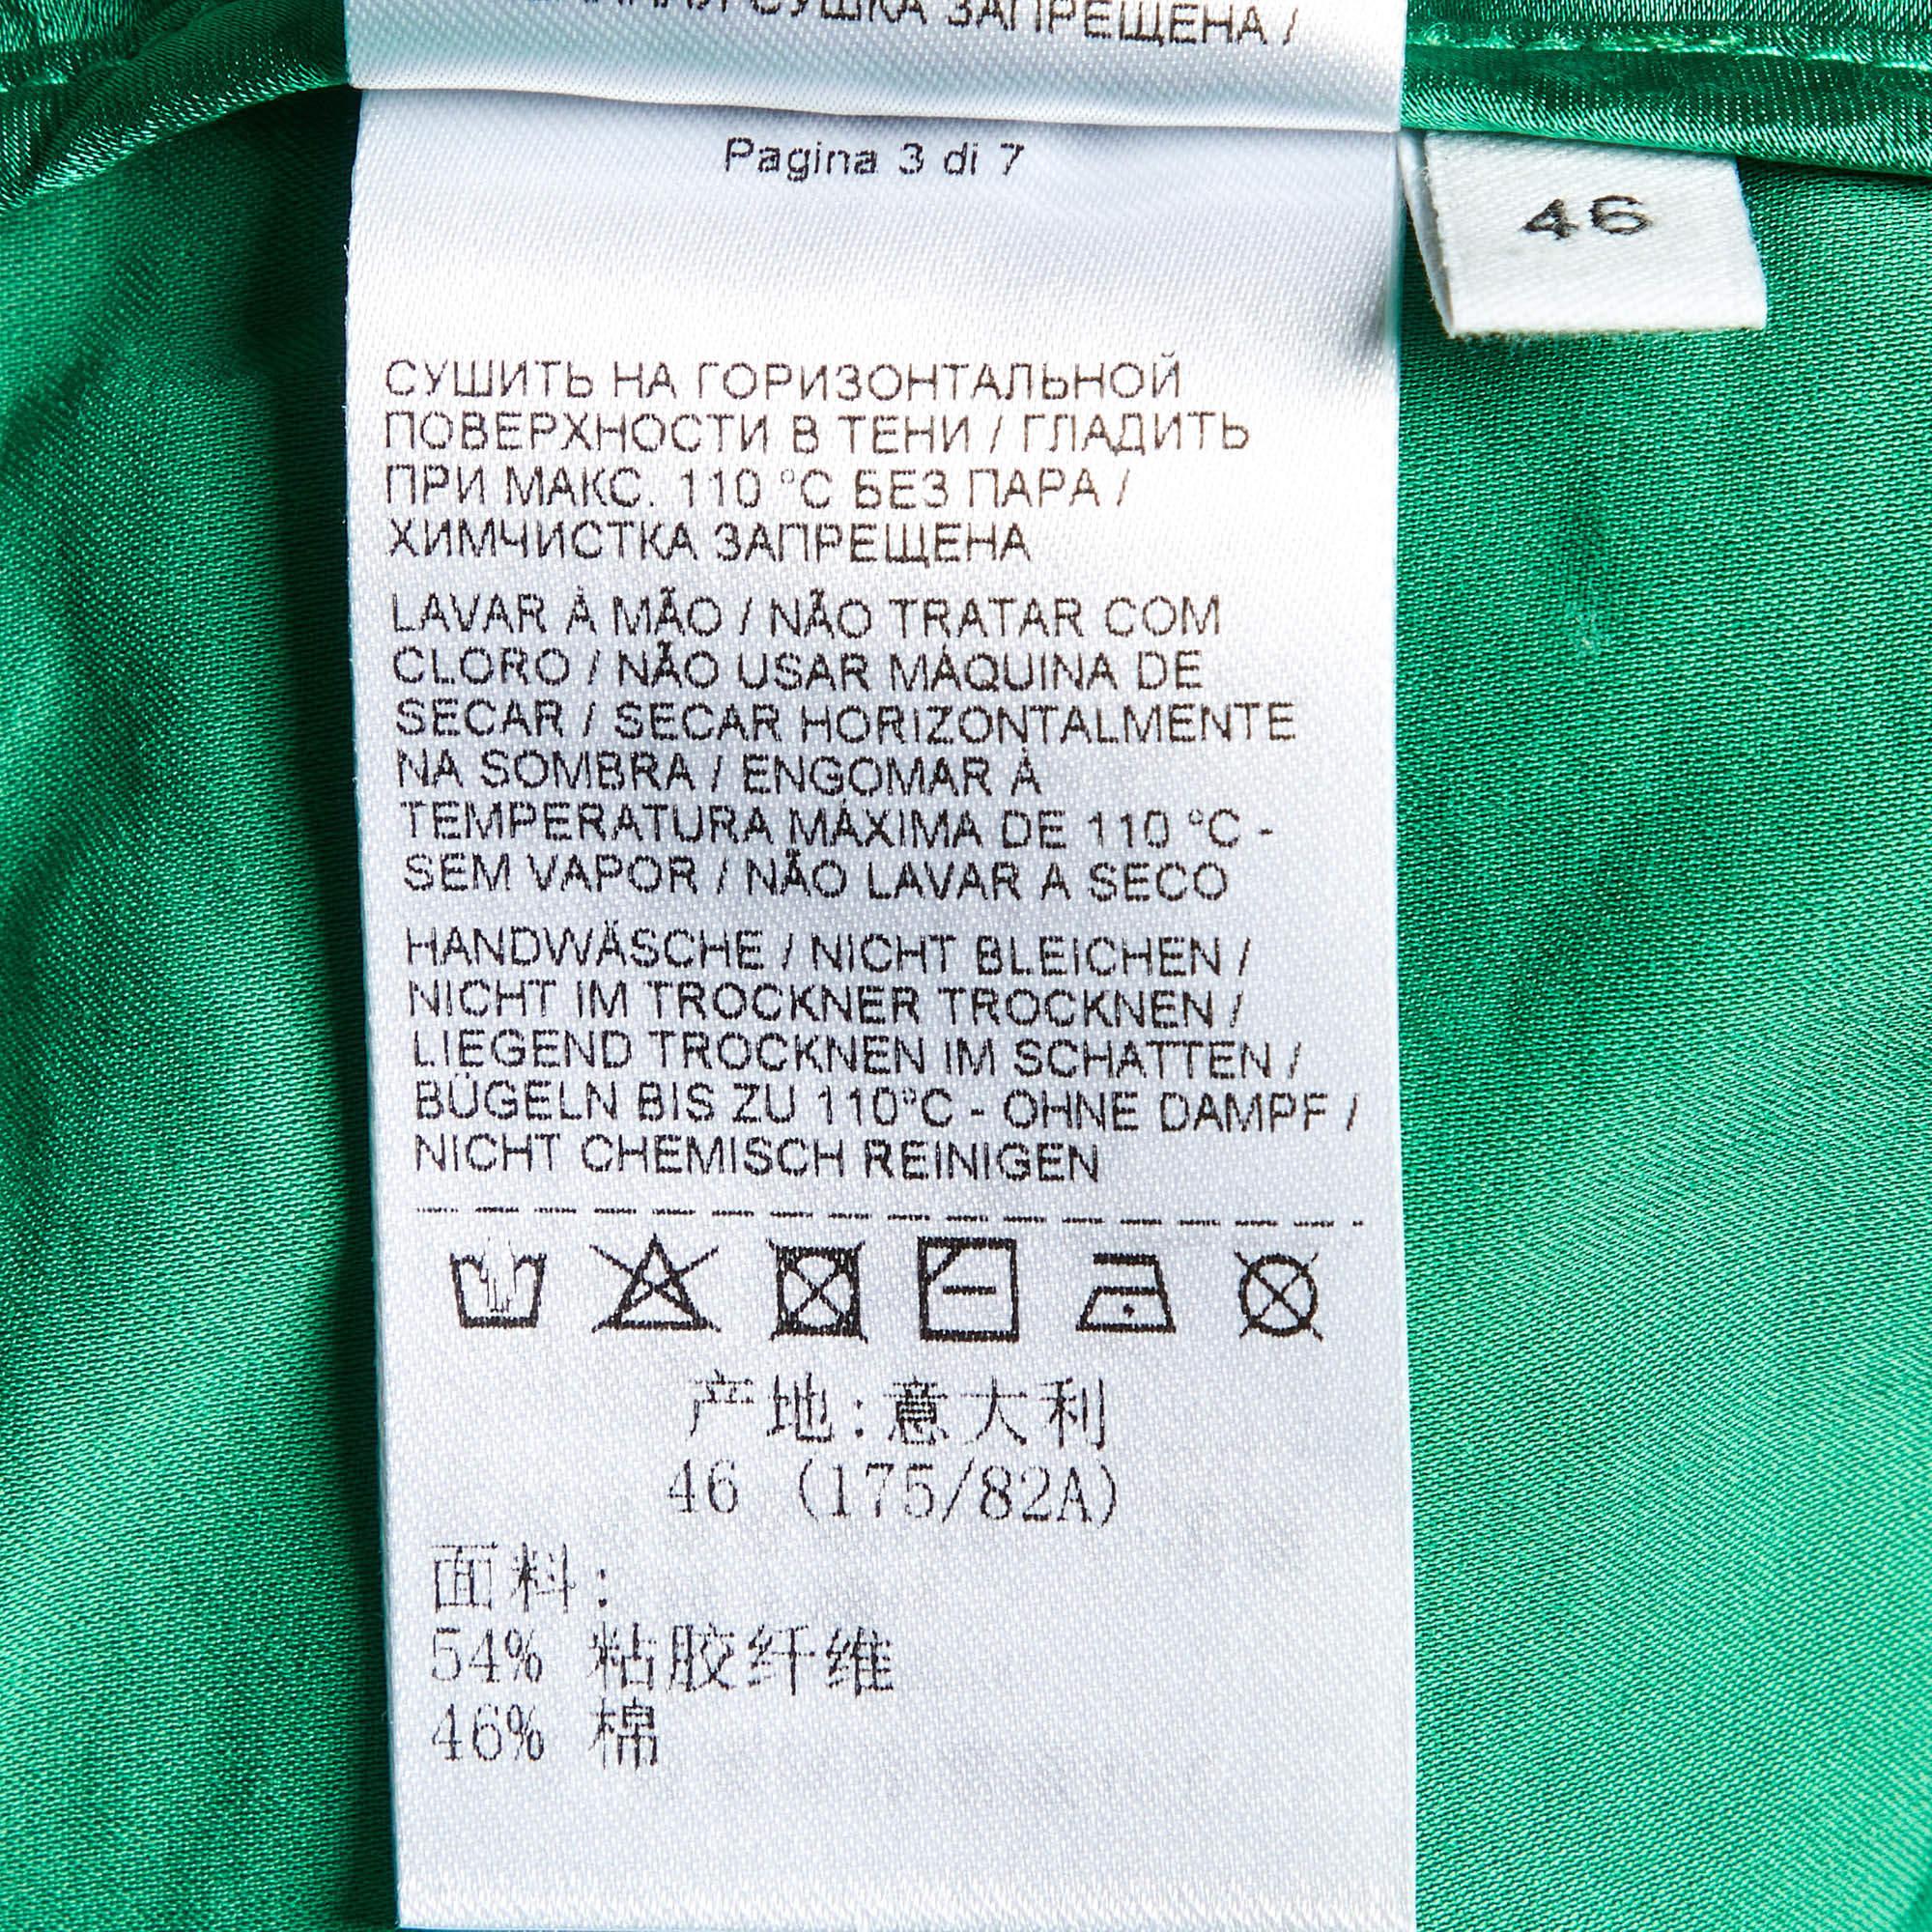 СУШКА ЗАПРЕЩЕНА /
Pagina 3 di 7
46
СУШИТЬ НА ГОРИЗОНТАЛЬНОЙ
ПОВЕРХНОСТИ В ТЕНИ / ГЛАДИТЬ
ПРИ МАКС. 110 °C БЕЗ ПАРА /
ХИМЧИСТКА ЗАПРЕЩЕНА
LAVAR À MÃO / NÃO TRATAR COM
CLORO / NÃO USAR MÁQUINA DE
SECAR / SECAR HORIZONTALMENTE
NA SOMBRA / ENGOMAR À
TEMPERATURA MÁXIMA DE 110 °C -
SEM VAPOR / NÃO LAVAR A SECO
HANDWÄSCHE / NICHT BLEICHEN /
NICHT IM TROCKNER TROCKNEN /
LIEGEND TROCKNEN IM SCHATTEN /
BÜGELN BIS ZU 110°C - OHNE DAMPF /
NICHT CHEMISCH REINIGEN
产地:意大利
46 (175/82A)
面料:
54% 粘胶纤维
46% 棉